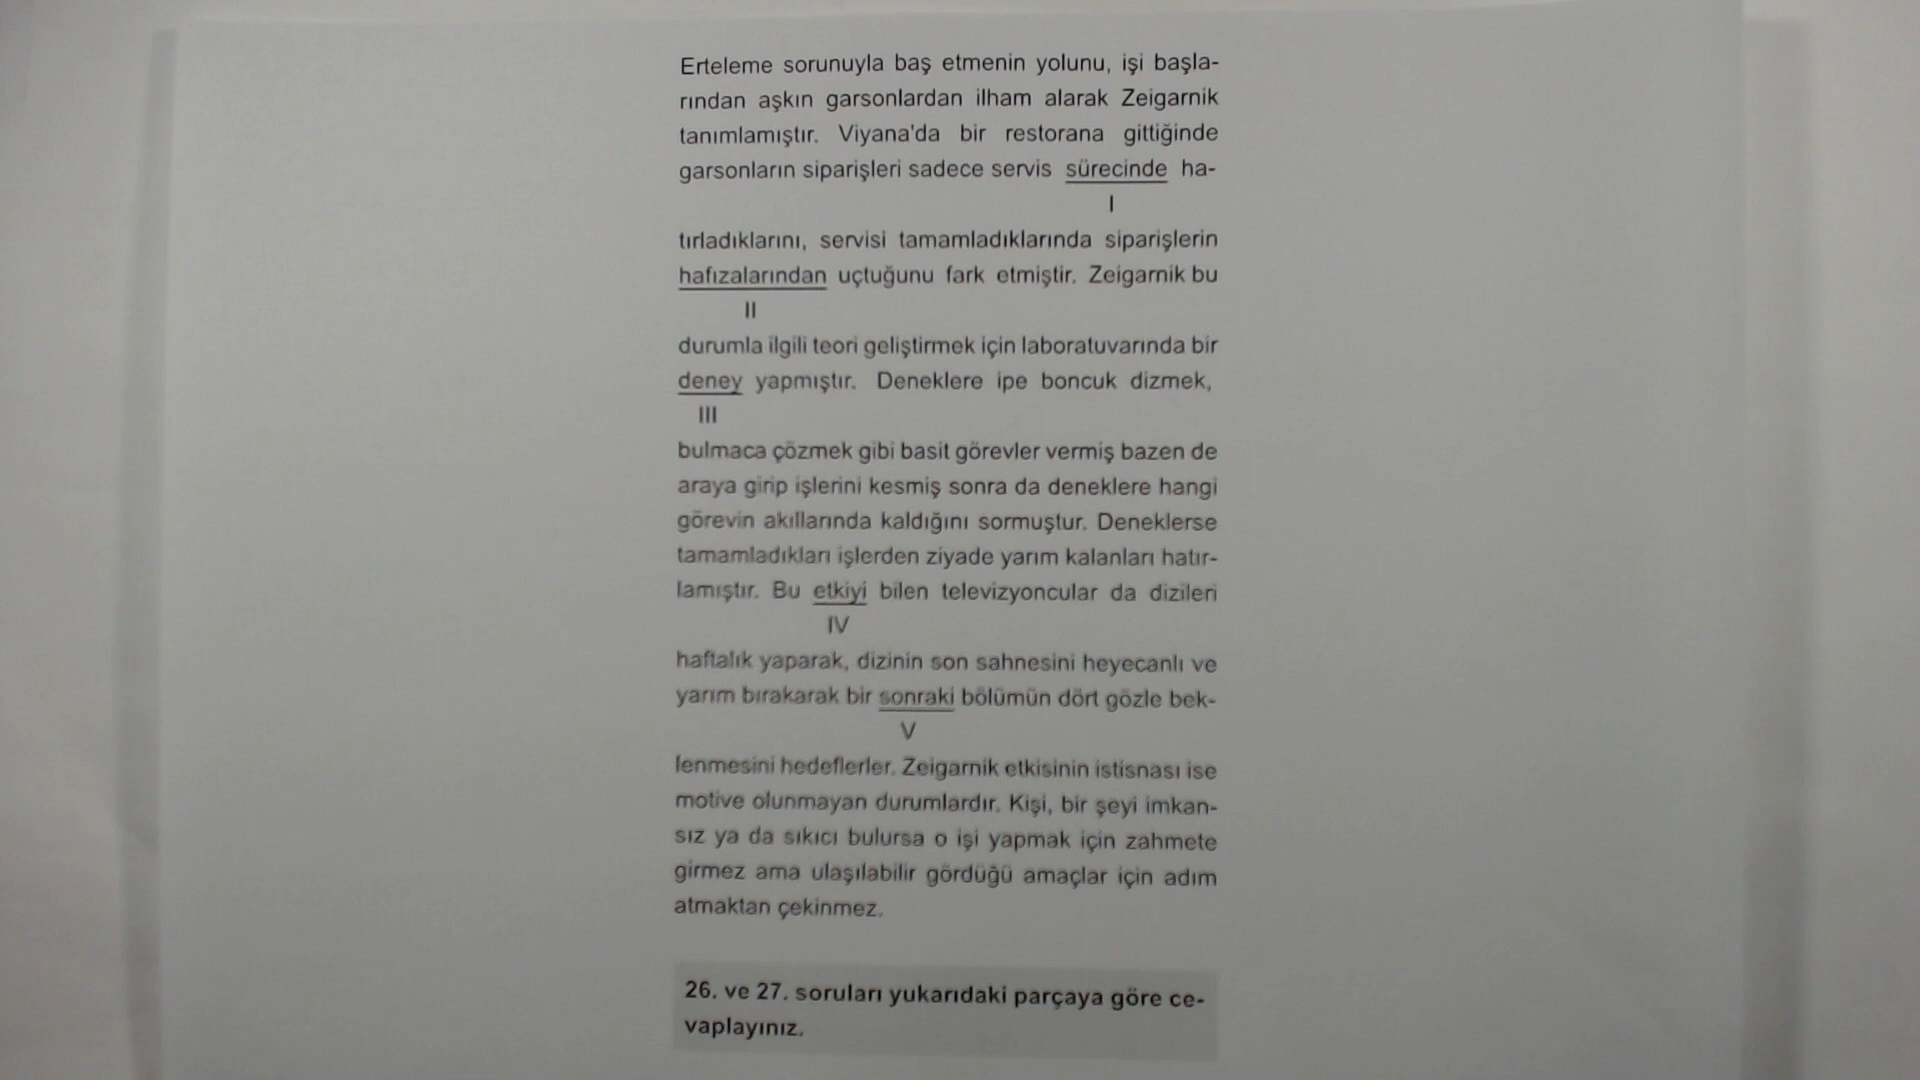 Erteleme sorunuyla baş etmenin yolunu, işi başla-
rından aşkın garsonlardan ilham alarak Zeigarnik
tanımlamıştır. Viyana'da bir restorana gittiğinde
garsonların siparişleri sadece servis sürecinde ha-
I
tırladıklarını, servisi tamamladıklarında siparişlerin
hafızalarından uçtuğunu fark etmiştir. Zeigarnik bu
II
durumla ilgili teori geliştirmek için laboratuvarında bir
deney yapmıştır. Deneklere ipe boncuk dizmek,
III
bulmaca çözmek gibi basit görevler vermiş bazen de
araya girip işlerini kesmiş sonra da deneklere hangi
görevin akıllarında kaldığını sormuştur. Deneklerse
tamamladıkları işlerden ziyade yarım kalanları hatır-
lamıştır. Bu etkiyi bilen televizyoncular da dizileri
IV
haftalık yaparak, dizinin son sahnesini heyecanlı ve
yarım bırakarak bir sonraki bölümün dört gözle bek-
V
lenmesini hedeflerler. Zeigarnik etkisinin istisnası ise
motive olunmayan durumlardır. Kişi, bir şeyi imkan-
sız ya da sıkıcı bulursa o işi yapmak için zahmete
girmez ama ulaşılabilir gördüğü amaçlar için adım
atmaktan çekinmez.
26. ve 27. soruları yukarıdaki parçaya göre ce-
vaplayınız.